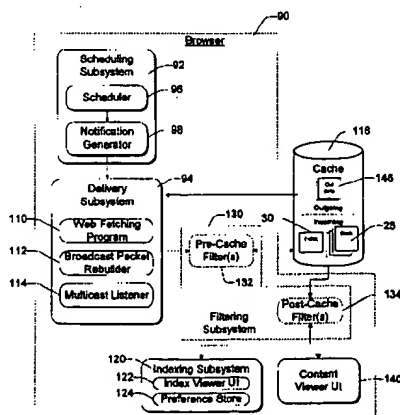 90
Browser
Scheduling
Subsystem
92
Scheduler
96
Notification
Generator
98
116
Cache
146
Outgoing
Incoming
30
25
Delivery
Subsystem
94
110
Web Fetching
Program
112
Broadcast Packet
Rebuilder
114
Multicast Listener
130
Pre-Cache
Filter(s)
132
Post-Cache
Filter(s)
134
Filtering
Subsystem
120
Indexing Subsystem
122
Index Viewer UI
124
Preference Store
Content
Viewer UI
140